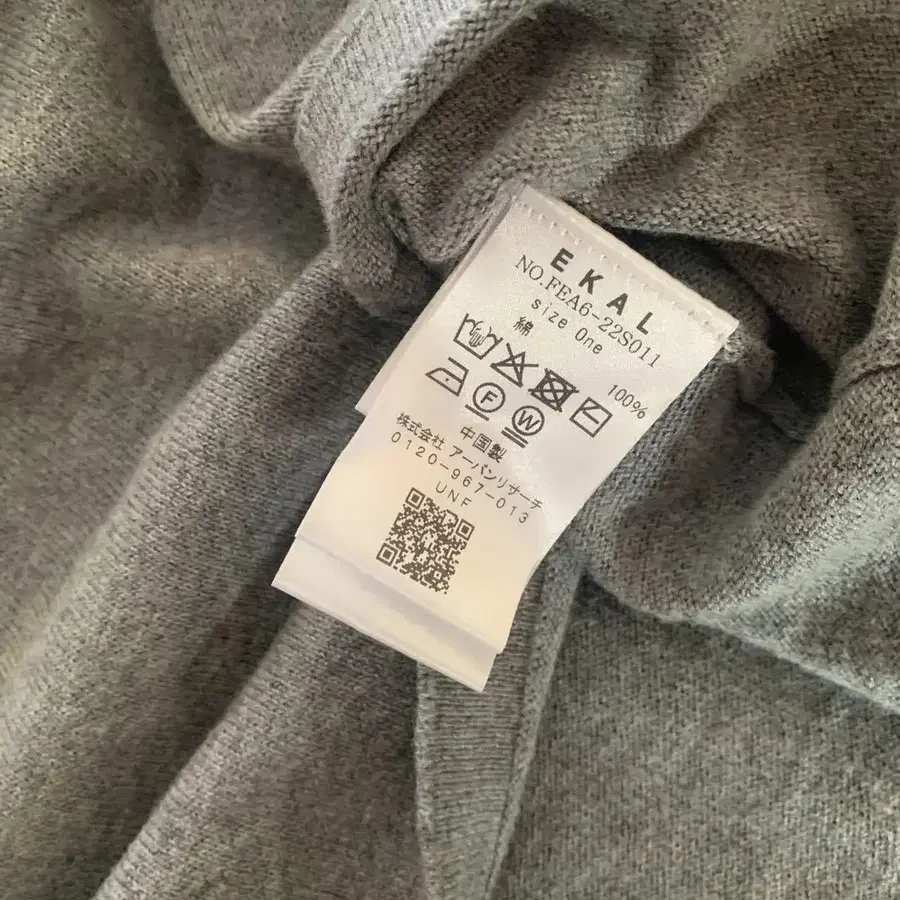 EKAL
NO.FEA6-22S011
size One
綿 100%
F W
中国製
株式会社 アーバンリサーチ
0120-967-013
UNF